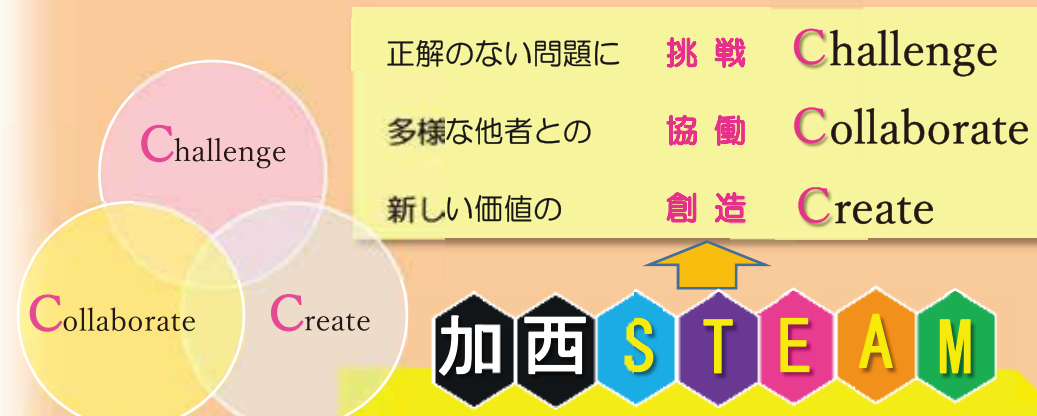 正解のない問題に 挑戦 Challenge
多様な他者との 協働 Collaborate
新しい価値の 創造 Create
Challenge
Collaborate
Create
加西STEAM